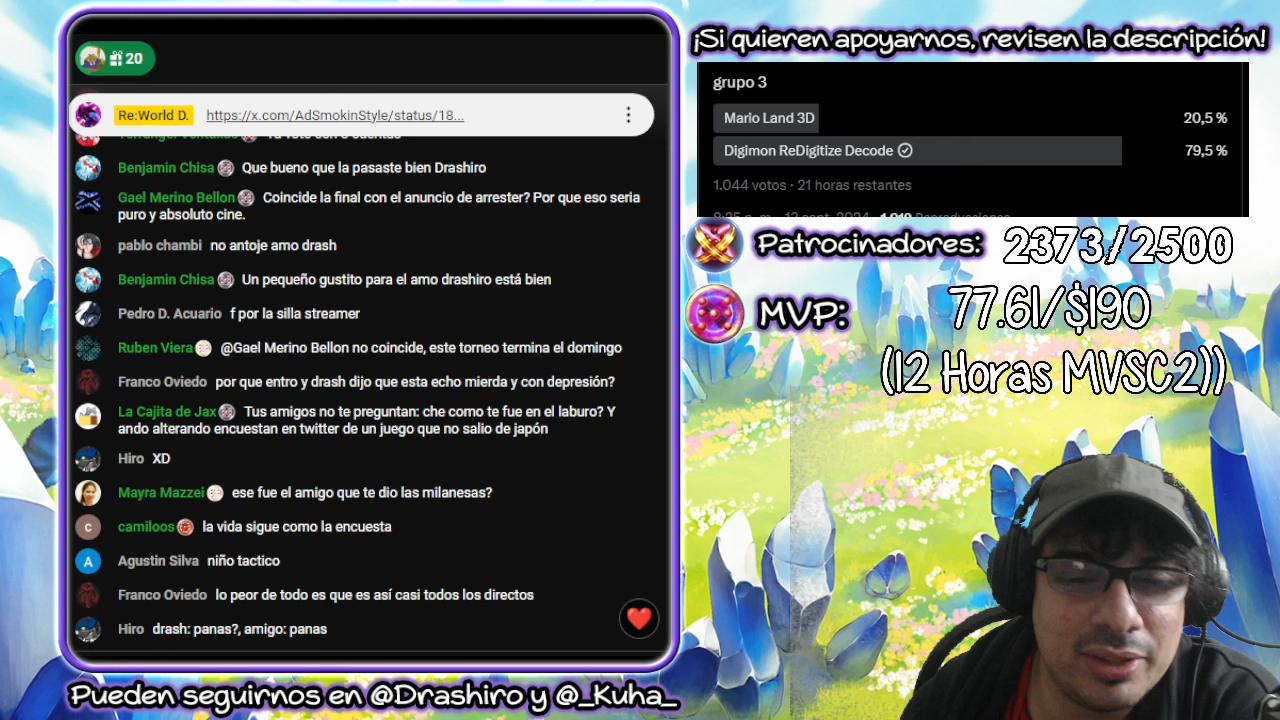 ¡Si quieren apoyarnos, revisen la descripción!
20
Re:World D. https://x.com/AdSmokinStyle/status/18...
Benjamin Chisa Que bueno que la pasaste bien Drashiro
Gael Merino Bellon Coincide la final con el anuncio de arrester? Por que eso seria
puro y absoluto cine.
pablo chambi no antoje amo drash
Benjamin Chisa Un pequeño gustito para el amo drashiro está bien
Pedro D. Acuario f por la silla streamer
Ruben Viera @Gael Merino Bellon no coincide, este torneo termina el domingo
Franco Oviedo por que entro y drash dijo que esta echo mierda y con depresión?
La Cajita de Jax Tus amigos no te preguntan: che como te fue en el laburo? Y
ando alterando encuestan en twitter de un juego que no salio de japón
Hiro XD
Mayra Mazzei ese fue el amigo que te dio las milanesas?
c
camiloos la vida sigue como la encuesta
A
Agustin Silva niño tactico
Franco Oviedo lo peor de todo es que es así casi todos los directos
Hiro drash: panas?, amigo: panas
Pueden seguirnos en @Drashiro y @_Kuha_
grupo 3
Mario Land 3D 20,5 %
Digimon ReDigitize Decode 79,5 %
1.044 votos · 21 horas restantes
Patrocinadores: 2373/2500
MVP: 77.61/$190
(12 Horas MVSC2))